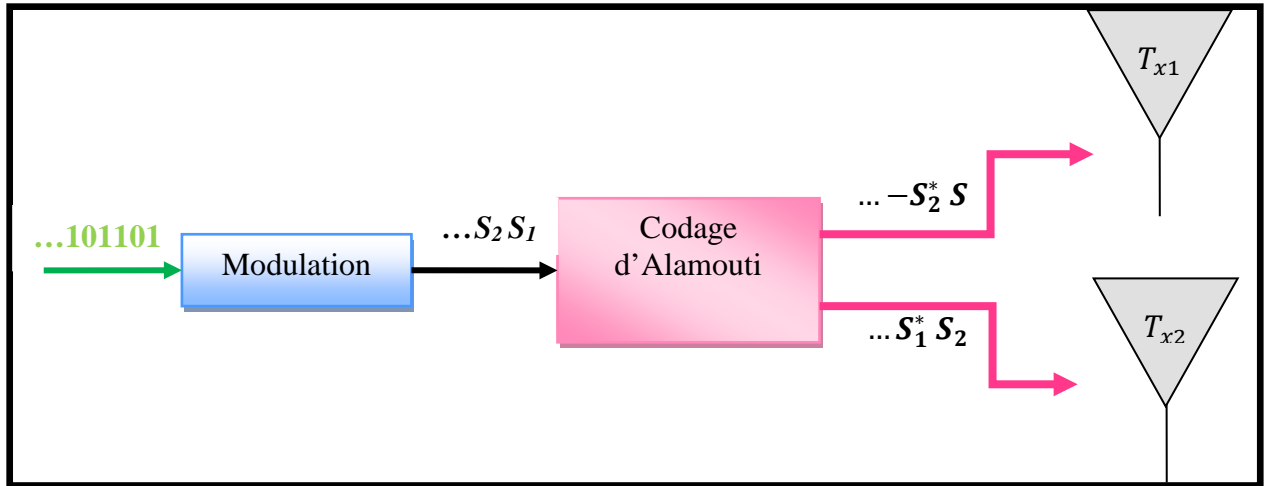 …101101
Modulation
…S₂ S₁
Codage
d’Alamouti
… −S₂* S
… S₁* S₂
Tₓ₁
Tₓ₂